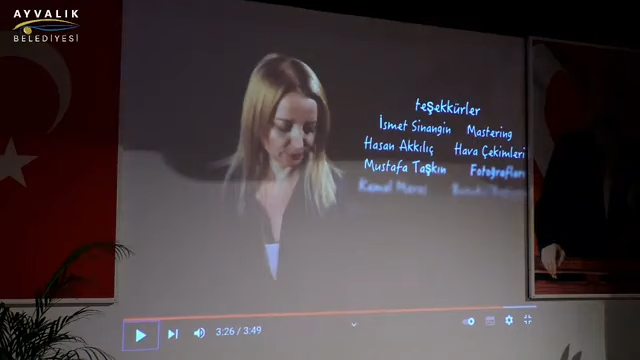 AYVALIK
BELEDİYESİ
teşekkürler
İsmet Sinangin Mastering
Hasan Akkılıç Hava Çekimleri
Mustafa Taşkın Fotoğrafları
3:26 / 3:49